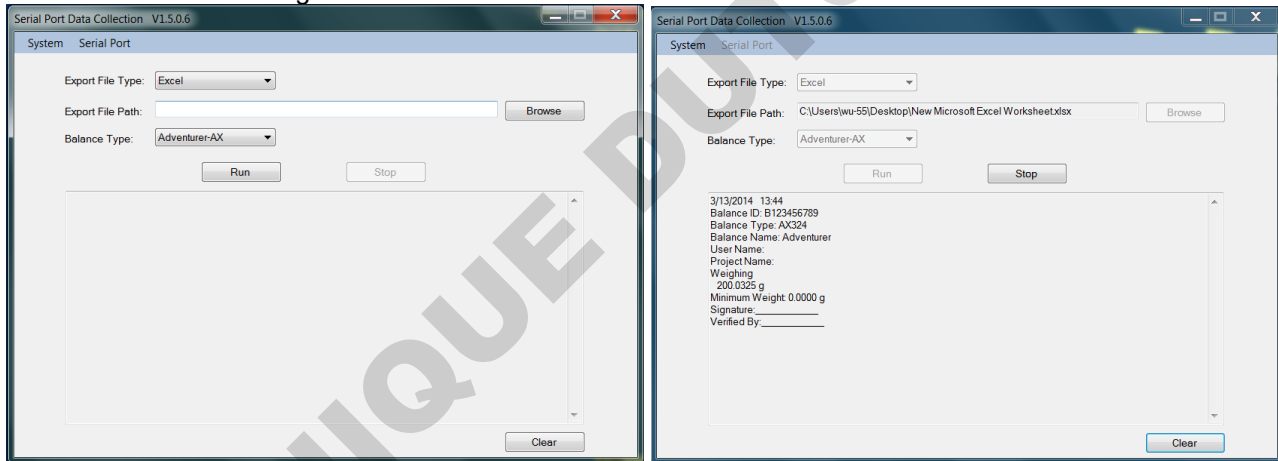 Serial Port Data Collection V1.5.0.6
System Serial Port
Export File Type: Excel
Export File Path: Browse
Balance Type: Adventurer-AX
Run Stop
Clear
Serial Port Data Collection V1.5.0.6
System Serial Port
Export File Type: Excel
Export File Path: C:\Users\wu-55\Desktop\New Microsoft Excel Worksheet.xlsx Browse
Balance Type: Adventurer-AX
Run Stop
3/13/2014 13:44
Balance ID: B123456789
Balance Type: AX324
Balance Name: Adventurer
User Name:
Project Name:
Weighing
200.0325 g
Minimum Weight: 0.0000 g
Signature:____________
Verified By:____________
Clear